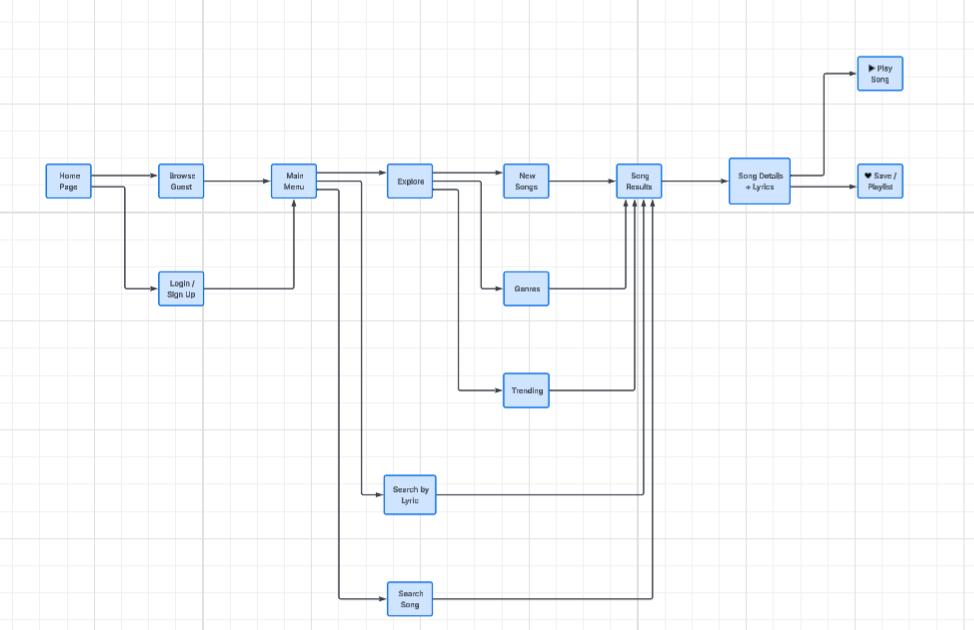 ▶ Play
Song
Home
Page
Browse
Guest
Main
Menu
Explore
New
Songs
Song
Results
Song Details
+ Lyrics
♥ Save /
Playlist
Login /
Sign Up
Genres
Trending
Search by
Lyric
Search
Song